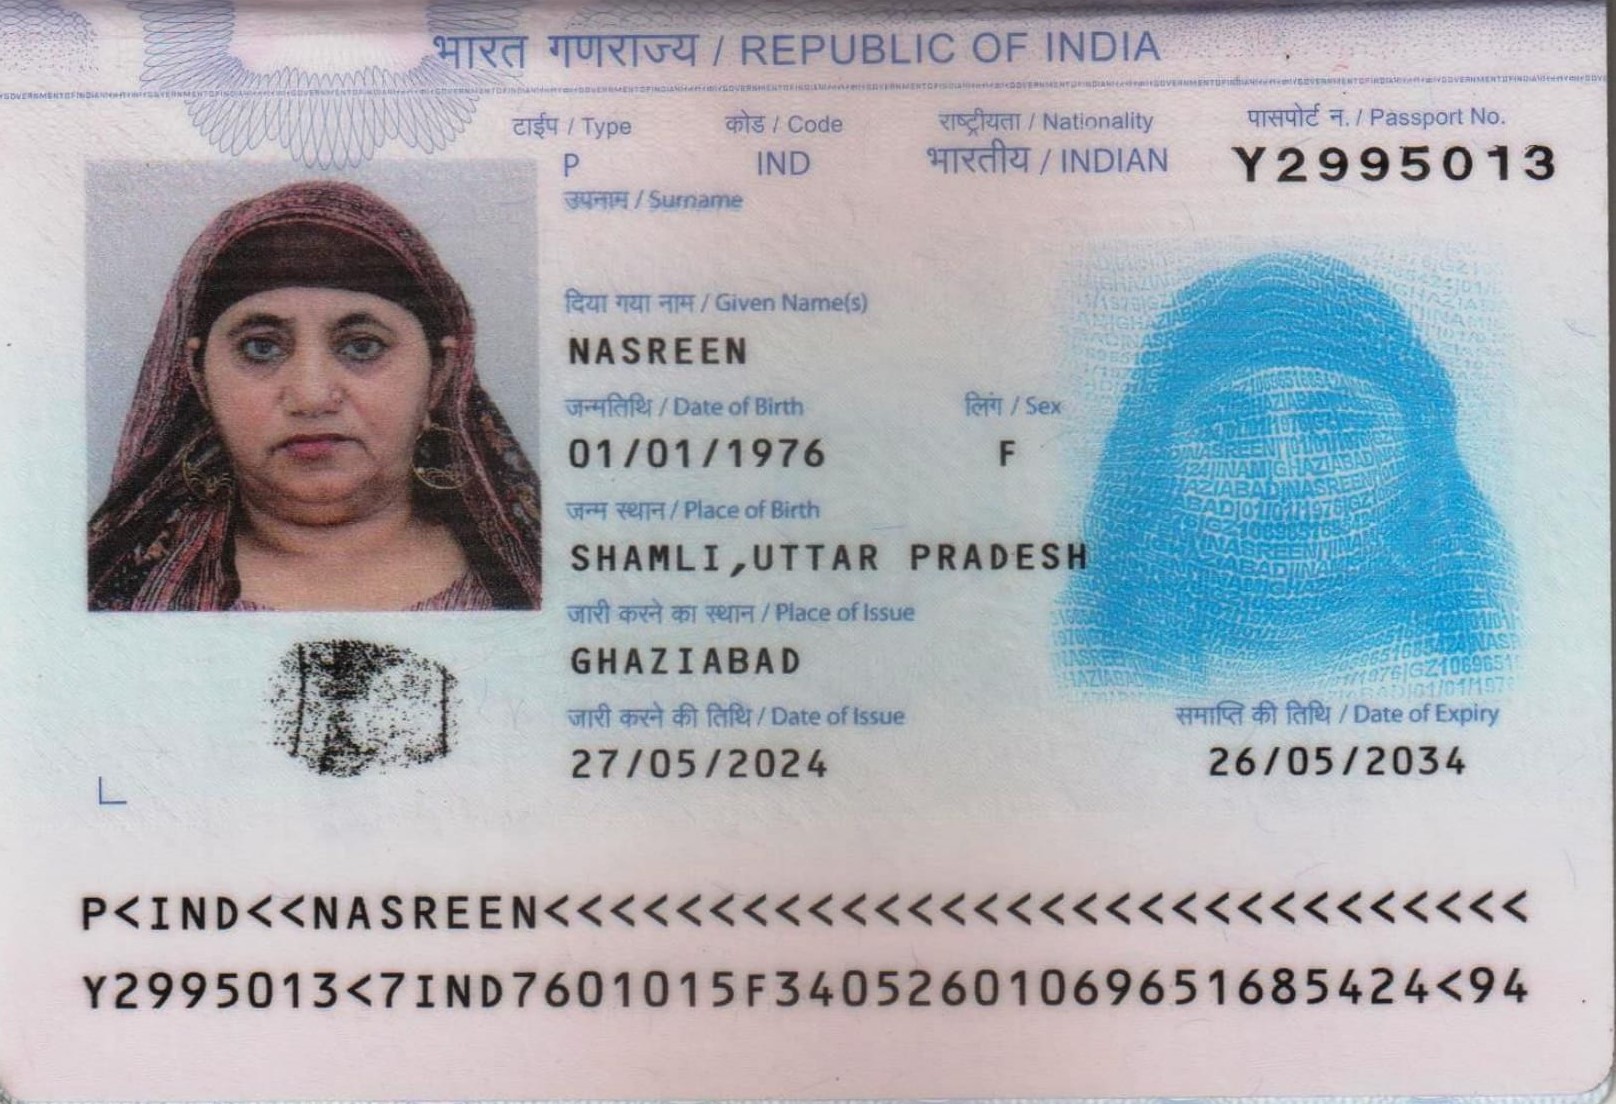 भारत गणराज्य / REPUBLIC OF INDIA
टाईप / Type कोड / Code राष्ट्रीयता / Nationality पासपोर्ट न. / Passport No.
P IND भारतीय / INDIAN Y2995013
उपनाम / Surname
दिया गया नाम / Given Name(s)
NASREEN
जन्मतिथि / Date of Birth लिंग / Sex
01/01/1976 F
जन्म स्थान / Place of Birth
SHAMLI,UTTAR PRADESH
जारी करने का स्थान / Place of Issue
GHAZIABAD
जारी करने की तिथि / Date of Issue समाप्ति की तिथि / Date of Expiry
27/05/2024 26/05/2034
P<IND<<NASREEN<<<<<<<<<<<<<<<<<<<<<<<<<<<<<<
Y2995013<7IND7601015F34052601069651685424<94